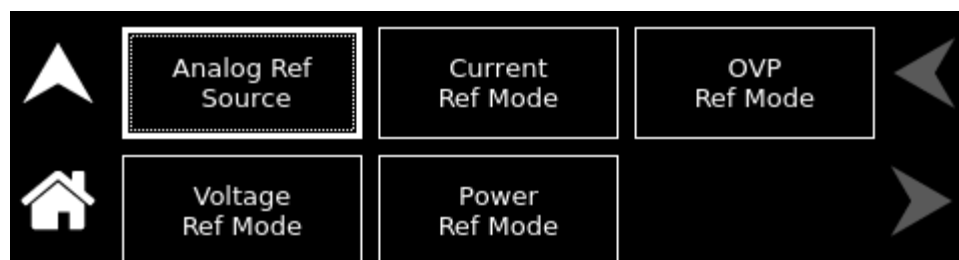 Analog Ref
Source
Current
Ref Mode
OVP
Ref Mode
Voltage
Ref Mode
Power
Ref Mode